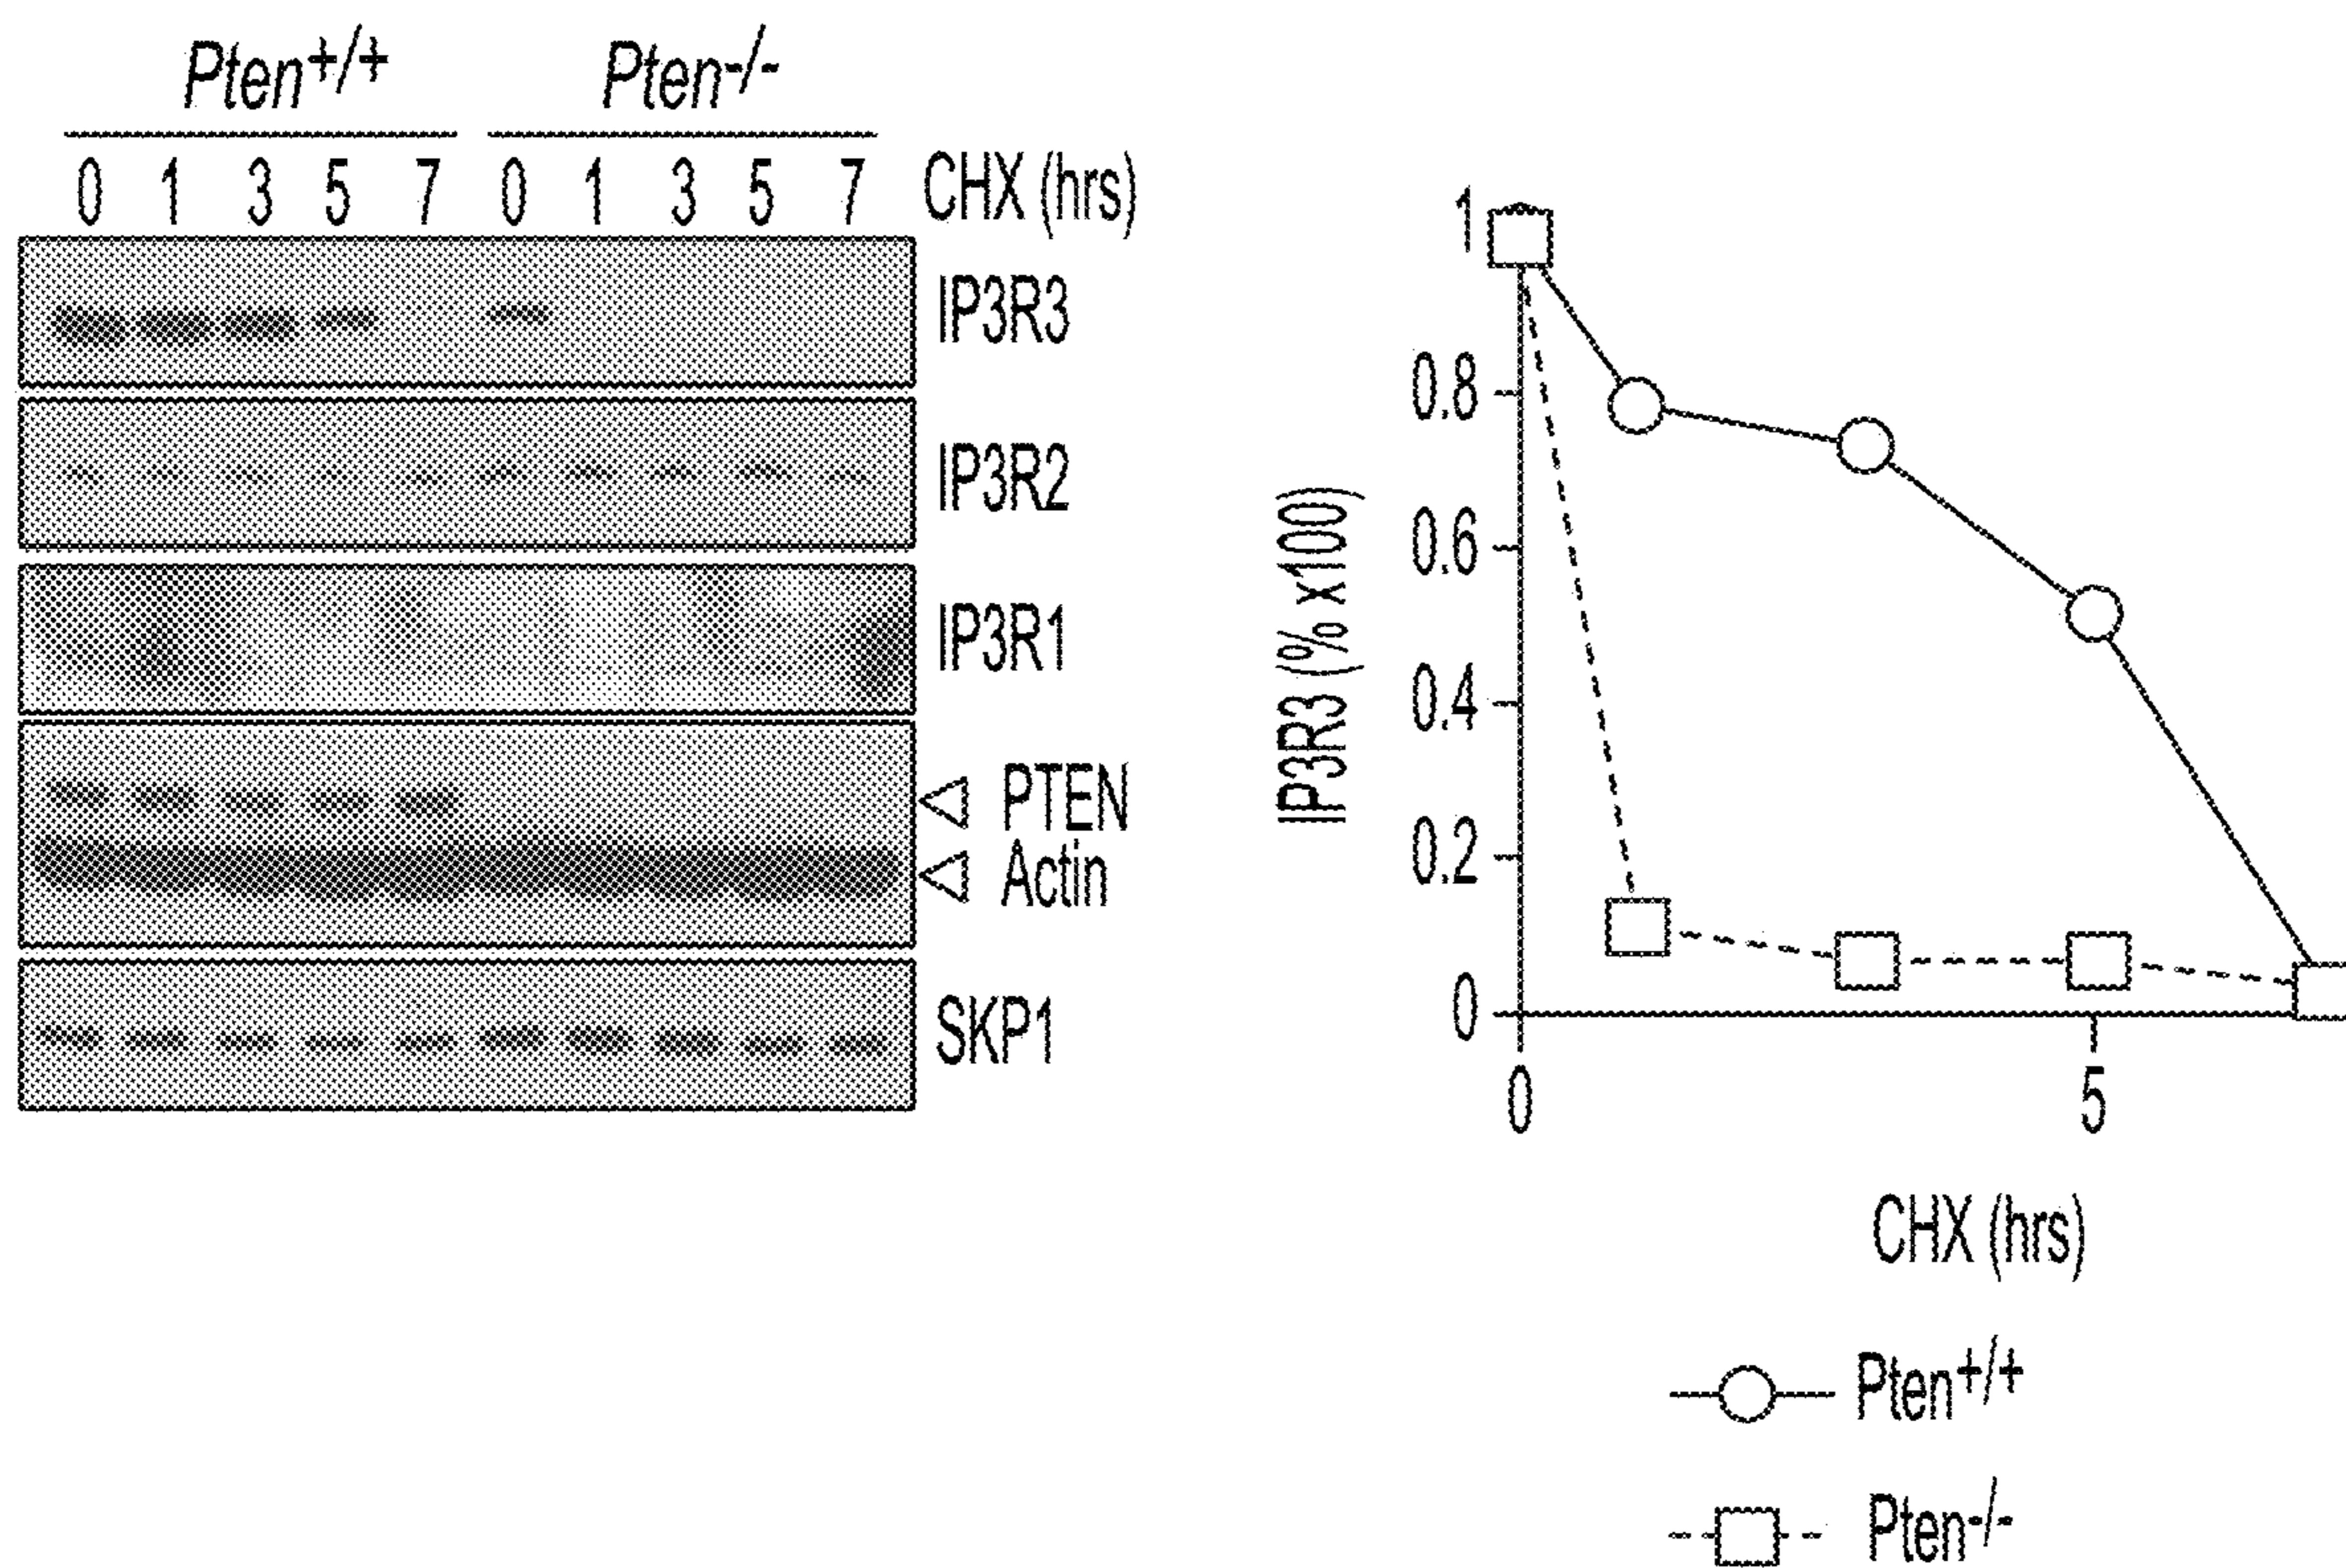 Pten+/+ Pten-/-
0 1 3 5 7 0 1 3 5 7 CHX (hrs)
IP3R3
IP3R2
IP3R1
PTEN
Actin
SKP1
IP3R3 (% x100)
1
0.8
0.6
0.4
0.2
0
0 5
CHX (hrs)
Pten+/+
Pten-/-